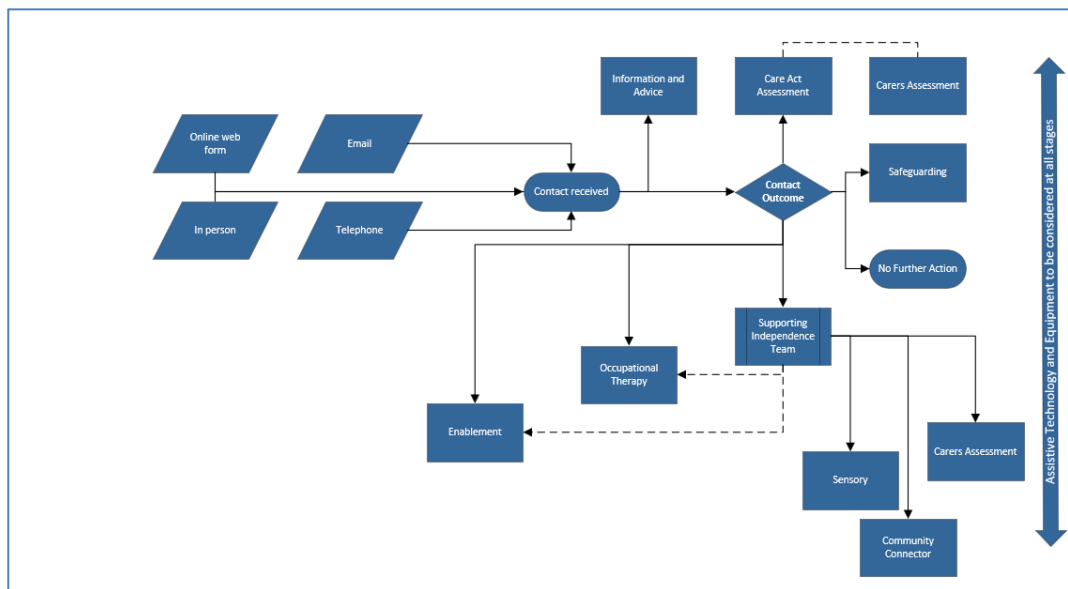 Information and
Advice
Care Act
Assessment
Carers Assessment
Online web
form
Email
Contact received
Contact
Outcome
Safeguarding
In person
Telephone
No Further Action
Supporting
Independence
Team
Occupational
Therapy
Enablement
Carers Assessment
Sensory
Community
Connector
Assistive Technology and Equipment to be considered at all stages